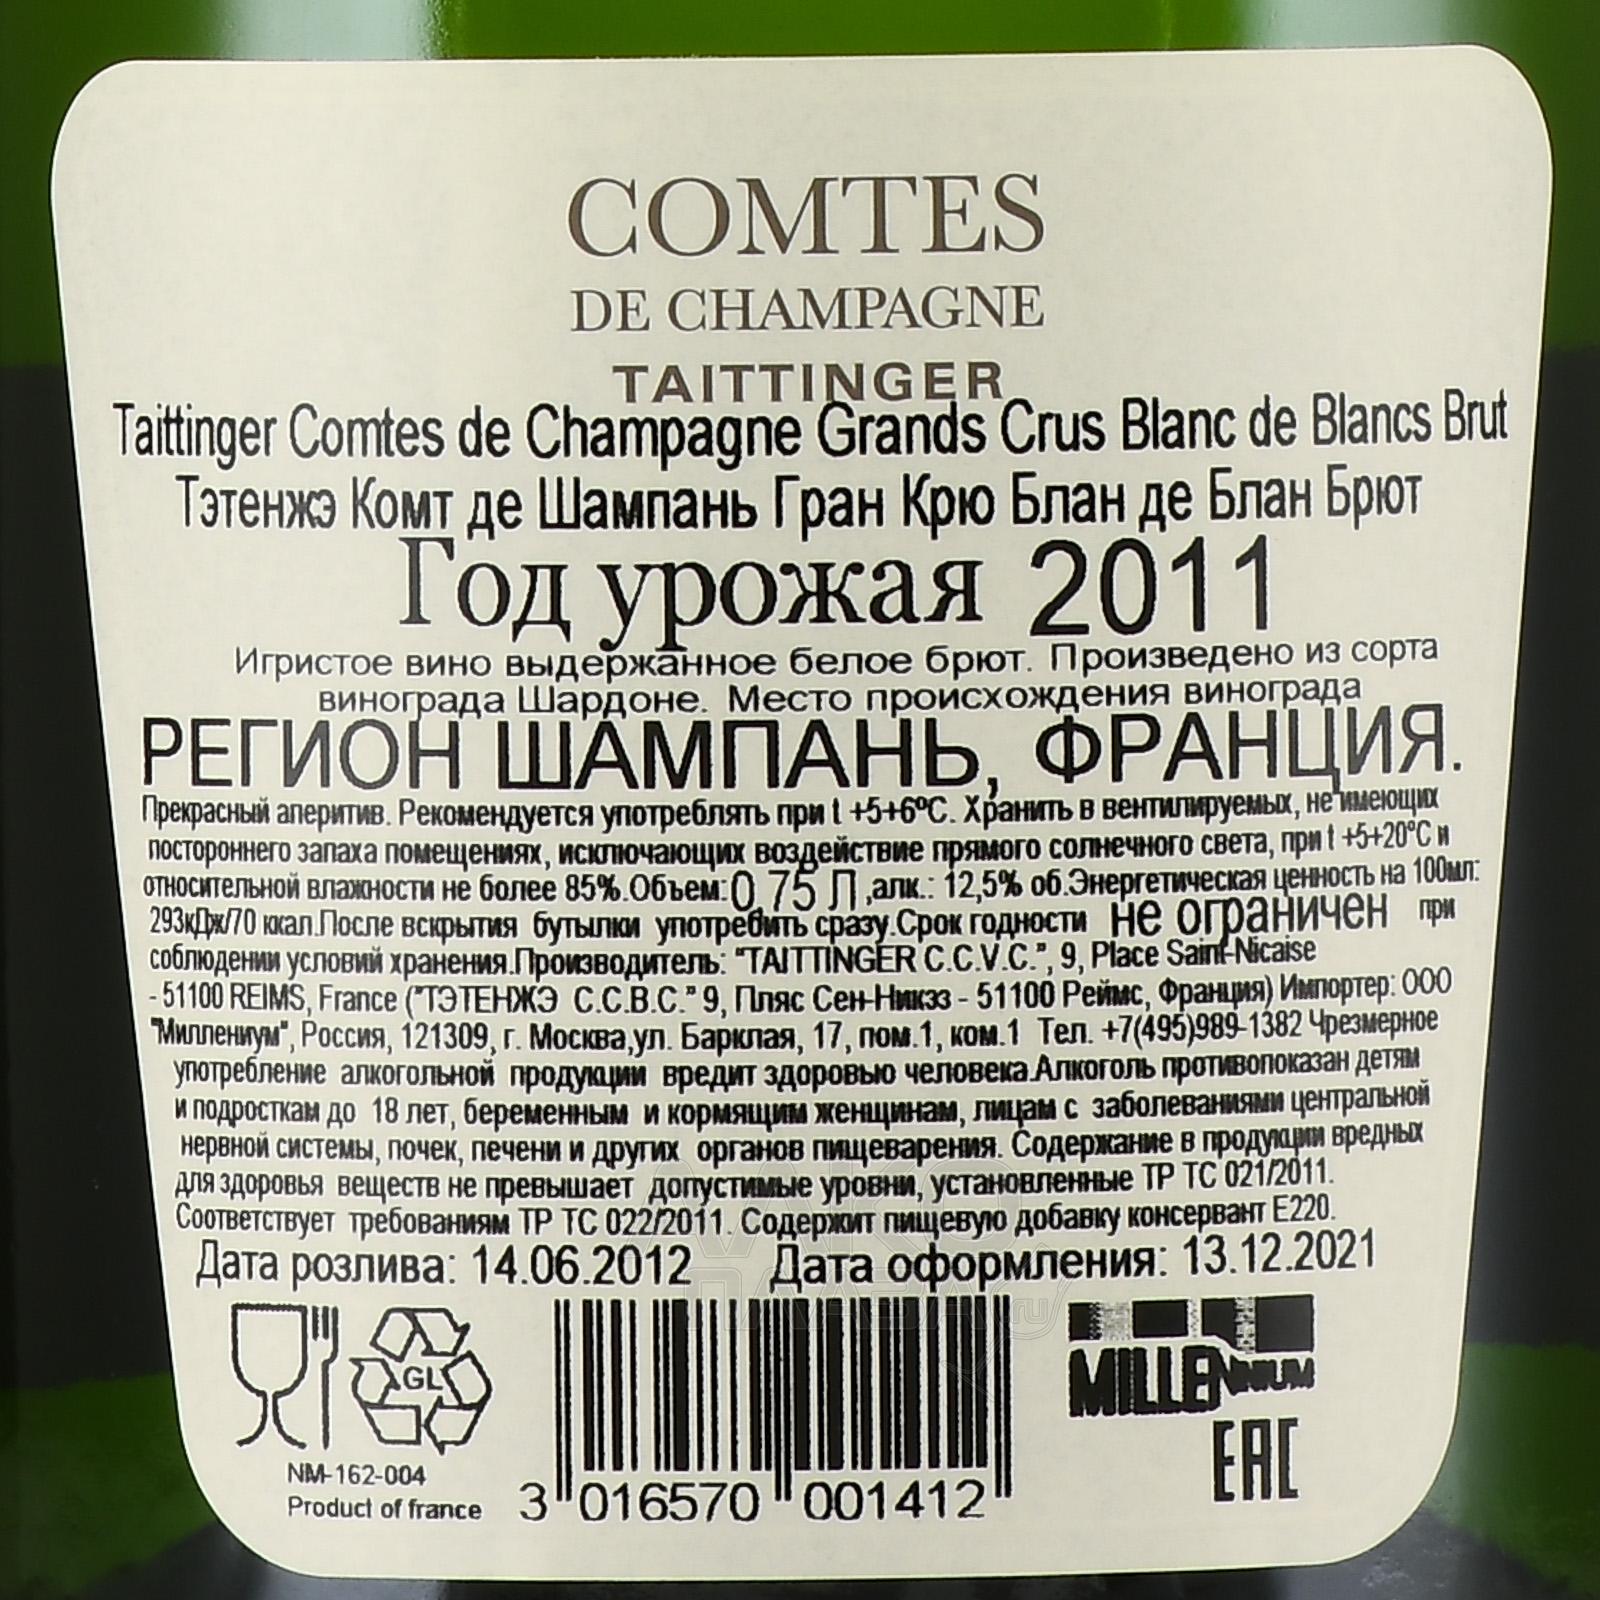 COMTES
DE CHAMPAGNE
TAITTINGER
Taittinger Comtes de Champagne Grands Crus Blanc de Blancs Brut
Тэтенжэ Комт де Шампань Гран Крю Блан де Блан Брют
Год урожая 2011
Игристое вино выдержанное белое брют. Произведено из сорта
винограда Шардоне. Место происхождения винограда
РЕГИОН ШАМПАНЬ, ФРАНЦИЯ.
Прекрасный аперитив. Рекомендуется употреблять при t +5+6°C. Хранить в вентилируемых, не имеющих
постороннего запаха помещениях, исключающих воздействие прямого солнечного света, при t +5+20°C и
относительной влажности не более 85%.Объем:0,75 Л,алк.: 12,5% об.Энергетическая ценность на 100мл:
293кДж/70 ккал.После вскрытия бутылки употребить сразу.Срок годности не ограничен при
соблюдении условий хранения.Производитель: "TAITTINGER C.C.V.C.", 9, Place Saint-Nicaise
- 51100 REIMS, France ("ТЭТЕНЖЭ С.С.В.С." 9, Пляс Сен-Никэз - 51100 Реймс, Франция) Импортер: ООО
"Миллениум", Россия, 121309, г. Москва,ул. Барклая, 17, пом.1, ком.1 Тел. +7(495)989-1382 Чрезмерное
употребление алкогольной продукции вредит здоровью человека.Алкоголь противопоказан детям
и подросткам до 18 лет, беременным и кормящим женщинам, лицам с заболеваниями центральной
нервной системы, почек, печени и других органов пищеварения. Содержание в продукции вредных
для здоровья веществ не превышает допустимые уровни, установленные ТР ТС 021/2011.
Соответствует требованиям ТР ТС 022/2011. Содержит пищевую добавку консервант Е220.
Дата розлива: 14.06.2012 Дата оформления: 13.12.2021
GL
MILLENNIUM
EAC
NM-162-004
Product of france
3 016570 001412